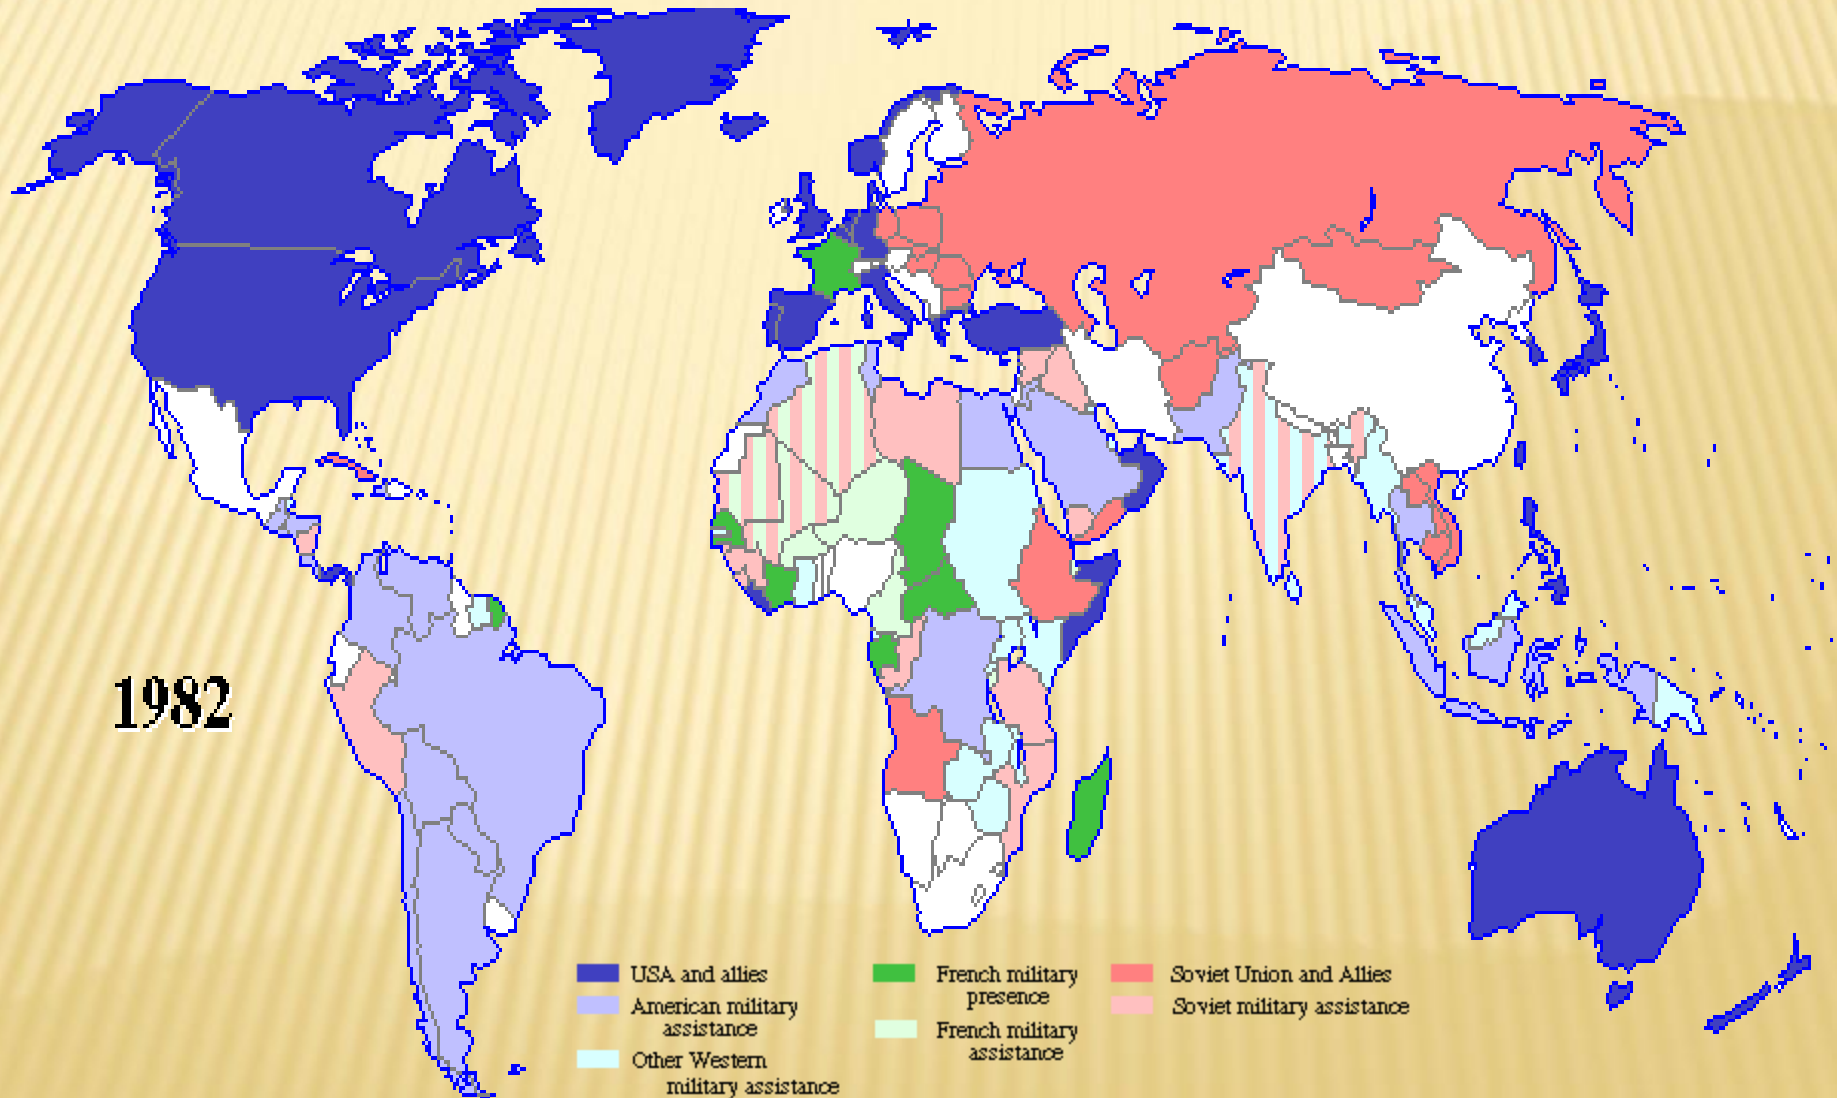 1982
USA and allies
American military
assistance
Other Western
military assistance
French military
presence
French military
assistance
Soviet Union and Allies
Soviet military assistance